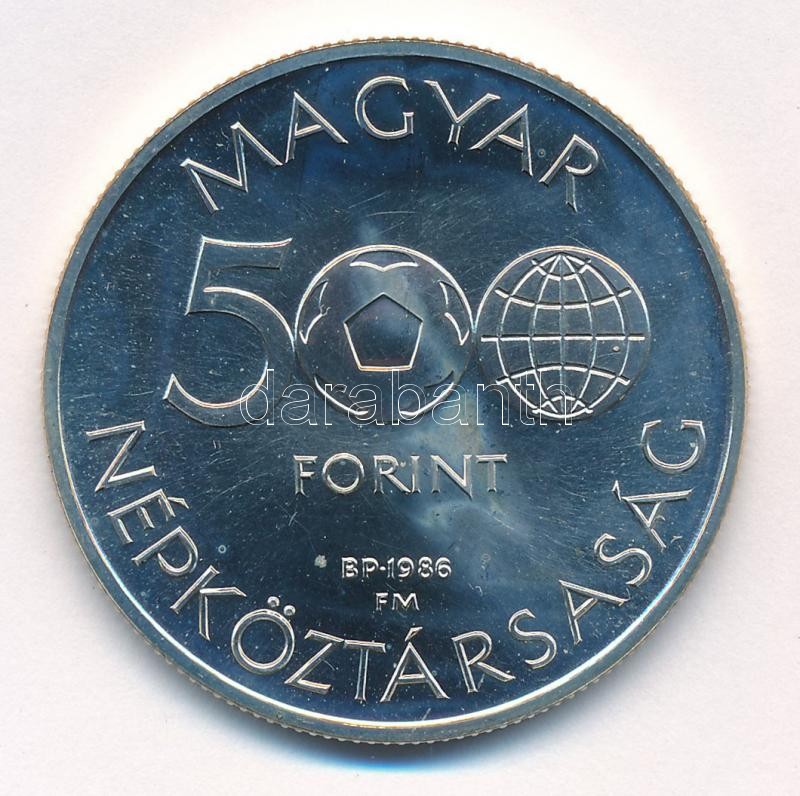 MAGYAR
500
FORINT
BP·1986
FM
NÉPKÖZTÁRSASÁG
darabanth